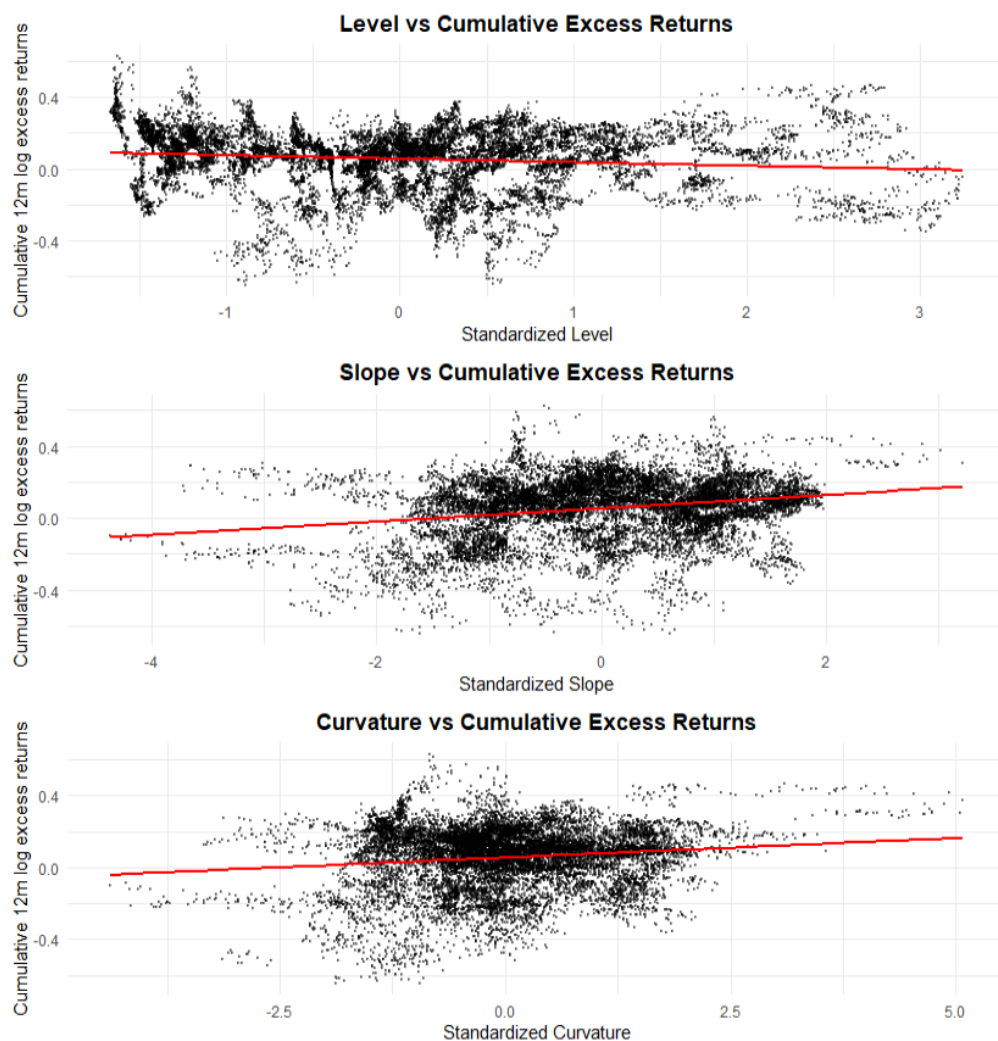 Level vs Cumulative Excess Returns
Cumulative 12m log excess returns
0.4
0.0
-0.4
-1
0
1
2
3
Standardized Level
Slope vs Cumulative Excess Returns
Cumulative 12m log excess returns
0.4
0.0
-0.4
-4
-2
0
2
Standardized Slope
Curvature vs Cumulative Excess Returns
Cumulative 12m log excess returns
0.4
0.0
-0.4
-2.5
0.0
2.5
5.0
Standardized Curvature